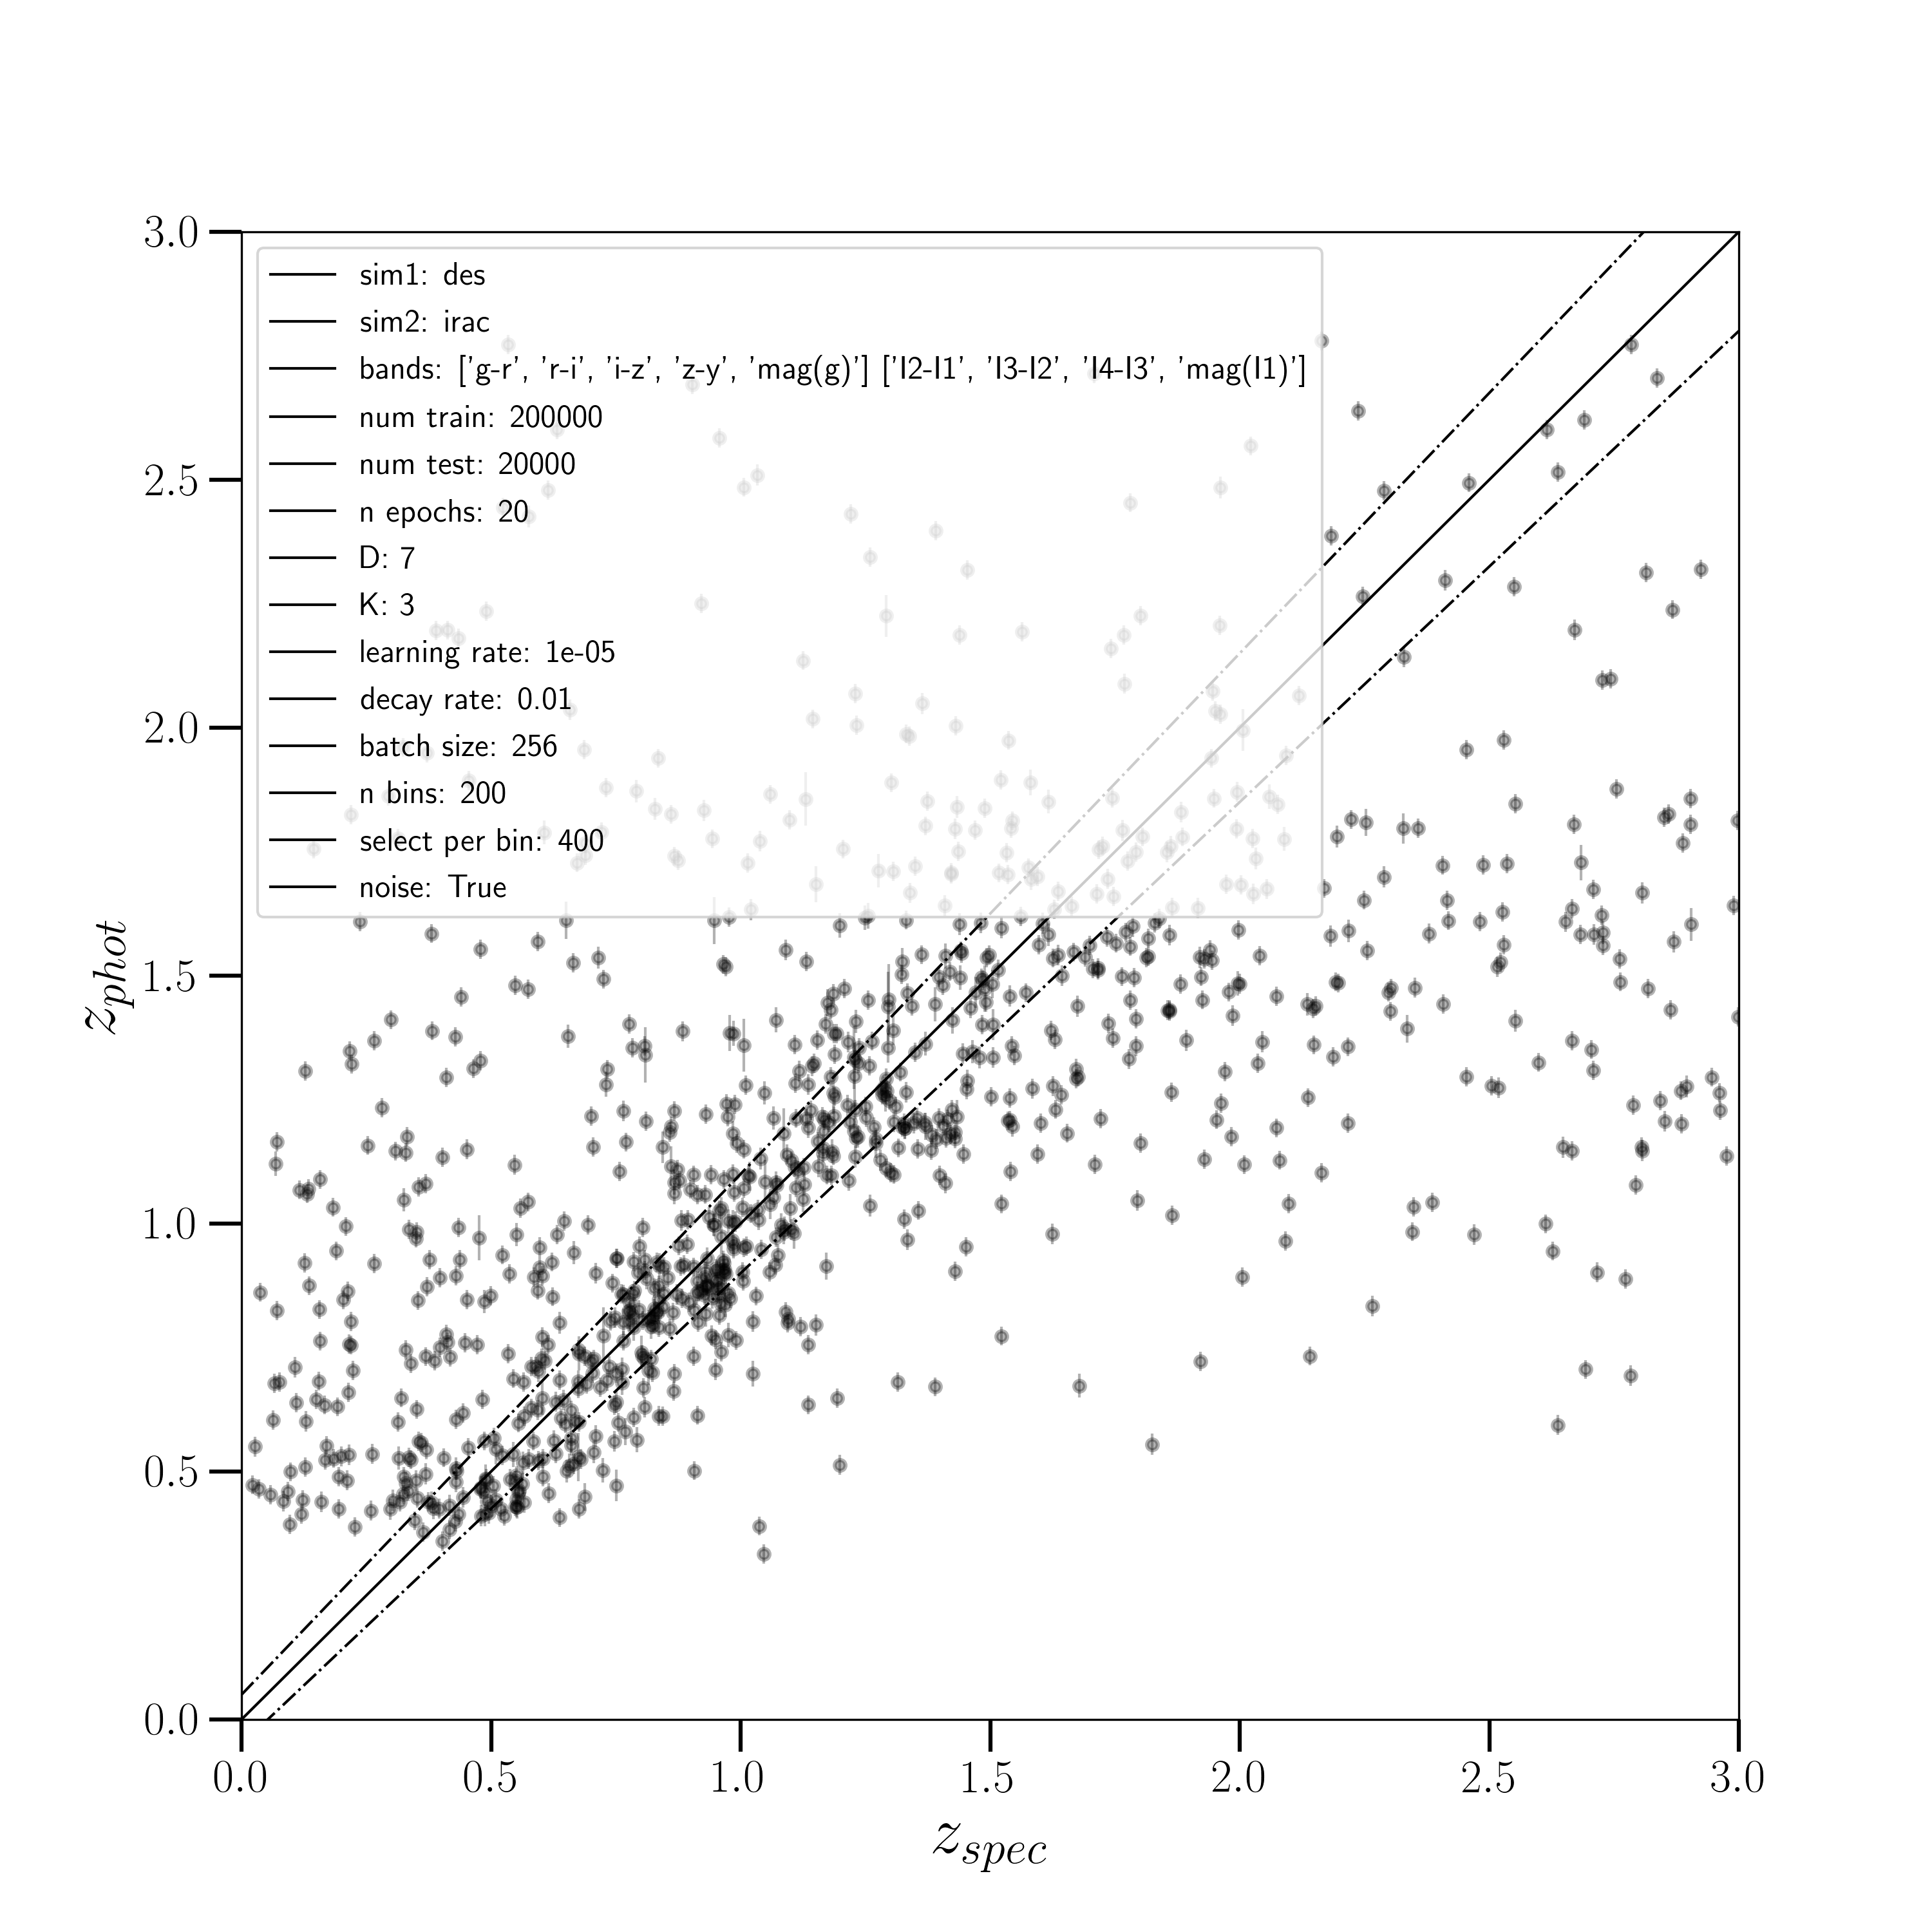 3.0
sim1: des
sim2: irac
bands: ['g-r', 'r-i', 'i-z', 'z-y', 'mag(g)'] ['I2-I1', 'I3-I2', 'I4-I3', 'mag(I1)']
num train: 200000
num test: 20000
n epochs: 20
D: 7
K: 3
learning rate: 1e-05
decay rate: 0.01
batch size: 256
n bins: 200
select per bin: 400
noise: True
2.5
2.0
1.5
1.0
0.5
0.0
z_phot
0.0 0.5 1.0 1.5 2.0 2.5 3.0
z_spec